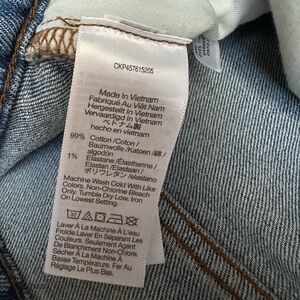 CKP457615205
Made In Vietnam
Fabriqué Au Viêt Nam
Hergestellt In Vietnam
Vervaardigd In Vietnam
ベトナム製
hecho en vietnam
99% Cotton /Coton /
Baumwolle /Katoen /綿 /
algodón
1% Elastane /Élasthanne /
Elastan /Elastaan /
ポリウレタン / elastano
Machine Wash Cold With Like
Colors. Non-Chlorine Bleach
Only. Tumble Dry Low. Iron
On Lowest Setting.
Laver À La Machine À L'eau
Froide.Laver En Séparant Les
Couleurs. Seulement Agent
De Blanchiment Non-Chloré.
Sécher À La Machine. Fer Au
Réglage Le Plus Bas.